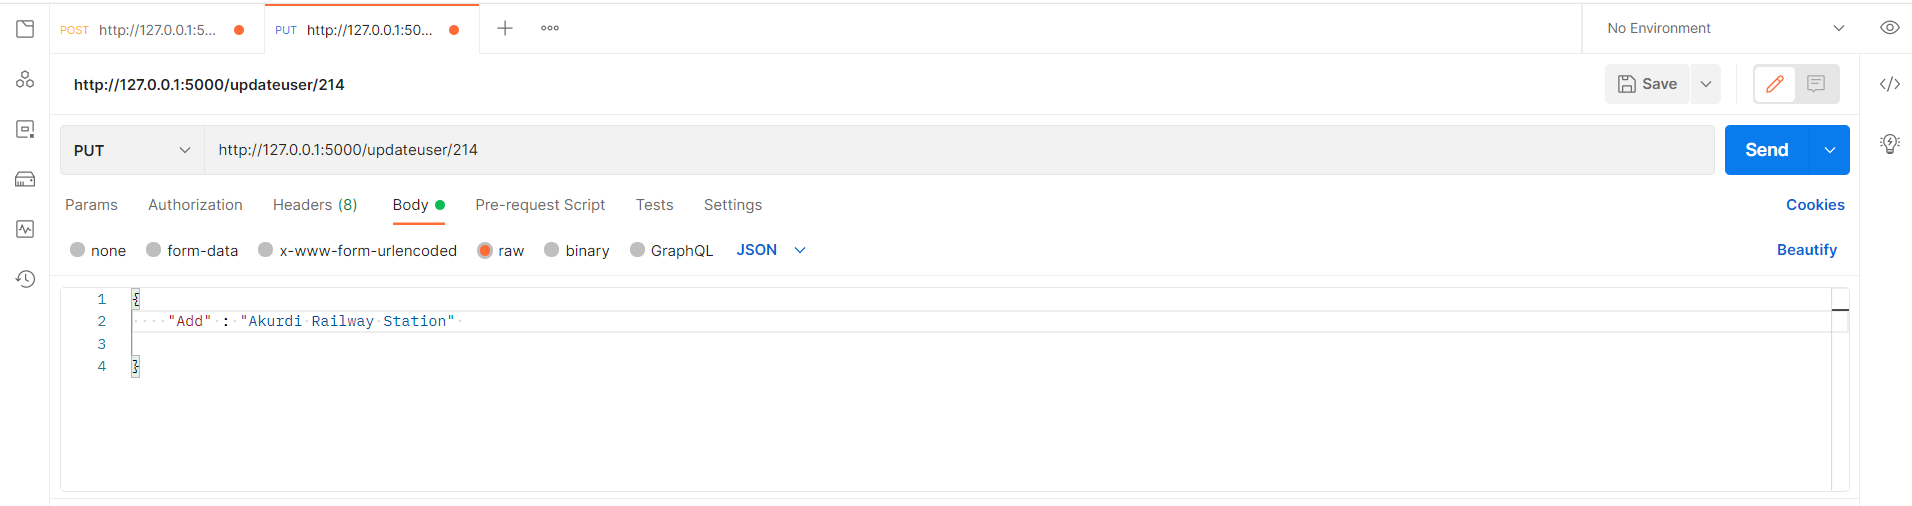 POST http://127.0.0.1:5... PUT http://127.0.0.1:50... No Environment
http://127.0.0.1:5000/updateuser/214 Save
PUT http://127.0.0.1:5000/updateuser/214 Send
Params Authorization Headers (8) Body Pre-request Script Tests Settings Cookies
none form-data x-www-form-urlencoded raw binary GraphQL JSON Beautify
1 {
2 "Add" : "Akurdi Railway Station"
3
4 }